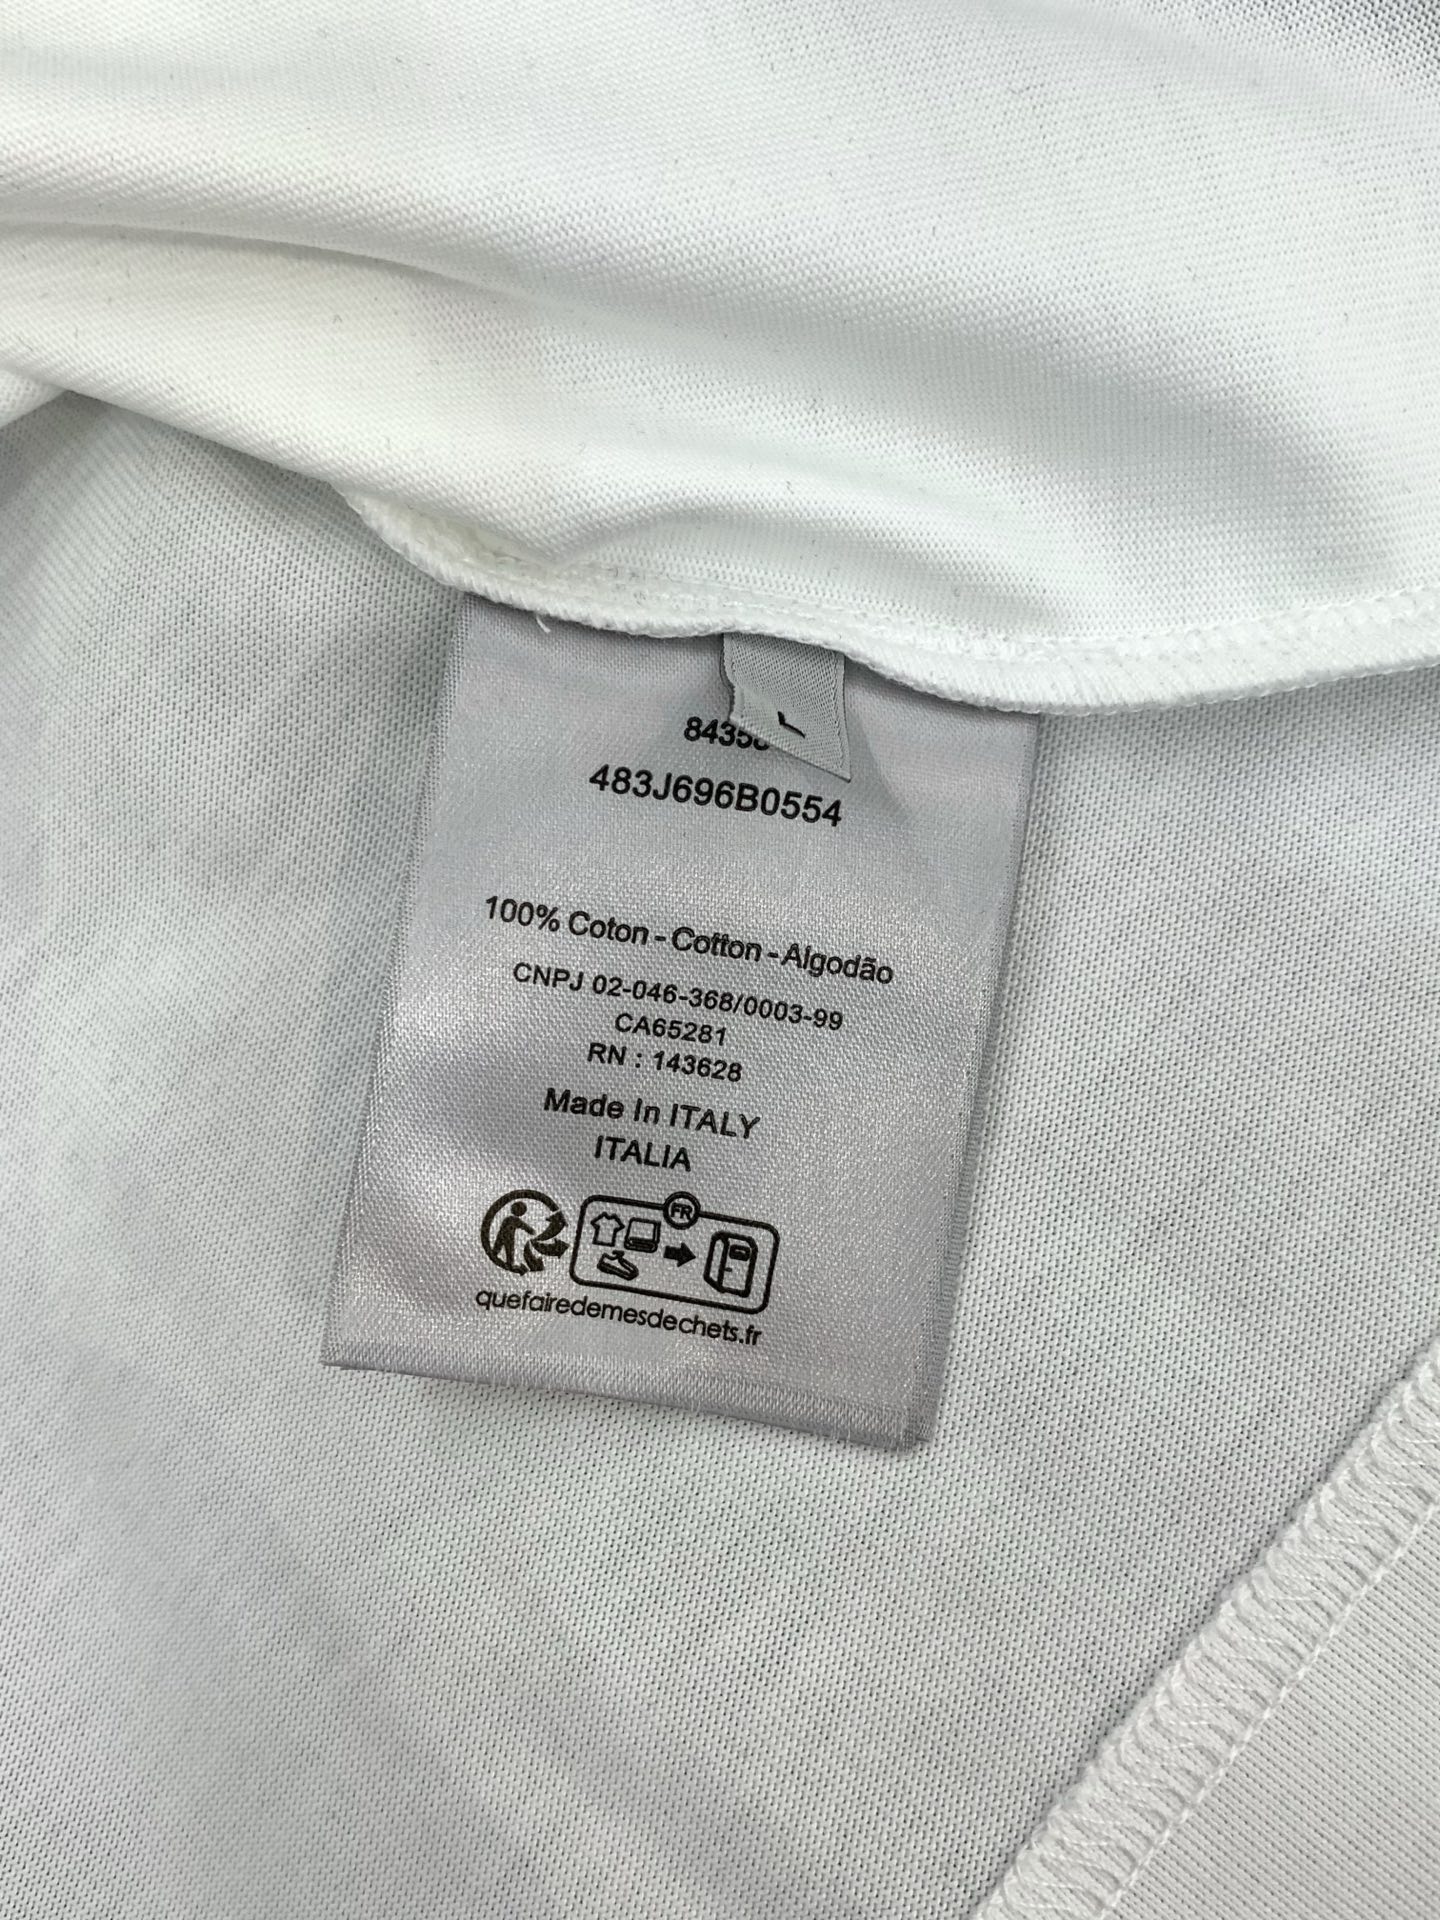 L
483J696B0554
100% Coton - Cotton - Algodão
CNPJ 02-046-368/0003-99
CA65281
RN : 143628
Made In ITALY
ITALIA
FR
quefairedemesdechets.fr